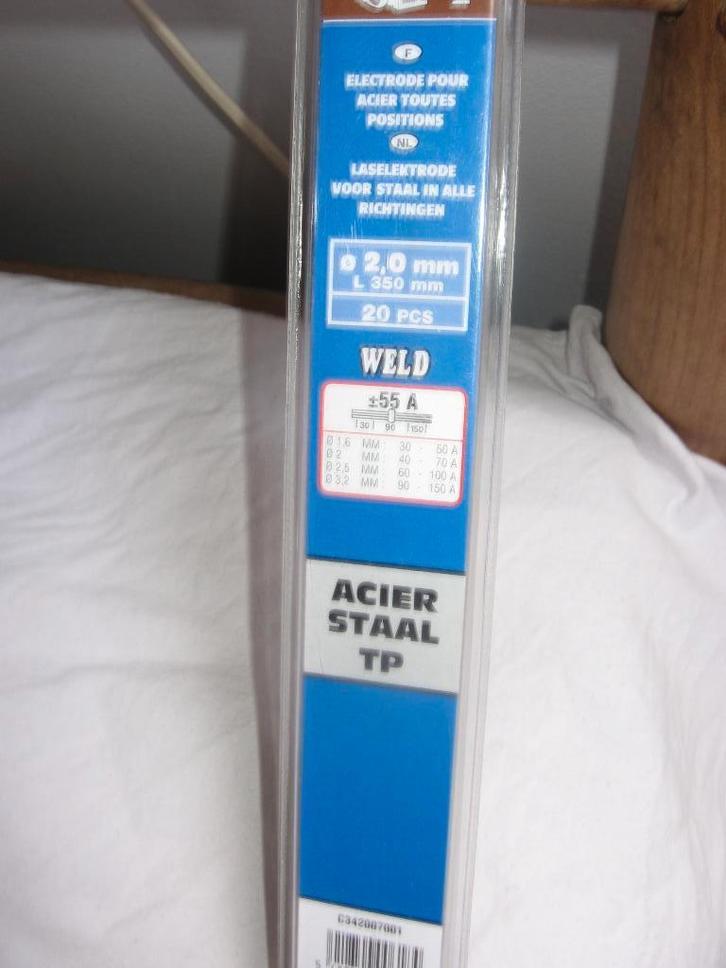 F
ELECTRODE POUR
ACIER TOUTES
POSITIONS
NL
LASELEKTRODE
VOOR STAAL IN ALLE
RICHTINGEN
Ø 2,0 mm
L 350 mm
20 PCS
WELD
±55 A
30 90 150
Ø 1,6 MM : 30 - 50 A
Ø 2 MM : 40 - 70 A
Ø 2,5 MM 60 - 100 A
Ø 3,2 MM 90 - 150 A
ACIER
STAAL
TP
C342007001
5